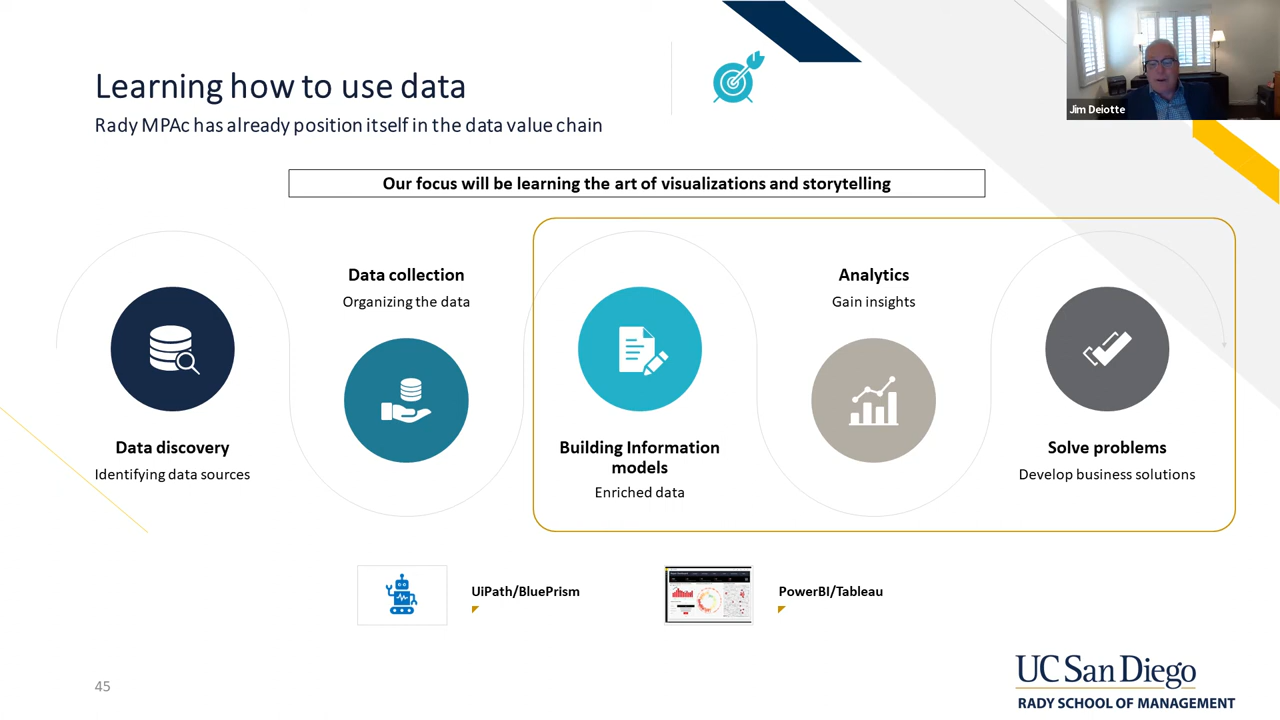 Learning how to use data
Rady MPAc has already position itself in the data value chain
Jim Deiotte
Our focus will be learning the art of visualizations and storytelling
Data discovery
Identifying data sources
Data collection
Organizing the data
Building Information
models
Enriched data
Analytics
Gain insights
Solve problems
Develop business solutions
UiPath/BluePrism
PowerBI/Tableau
45
UC San Diego
RADY SCHOOL OF MANAGEMENT